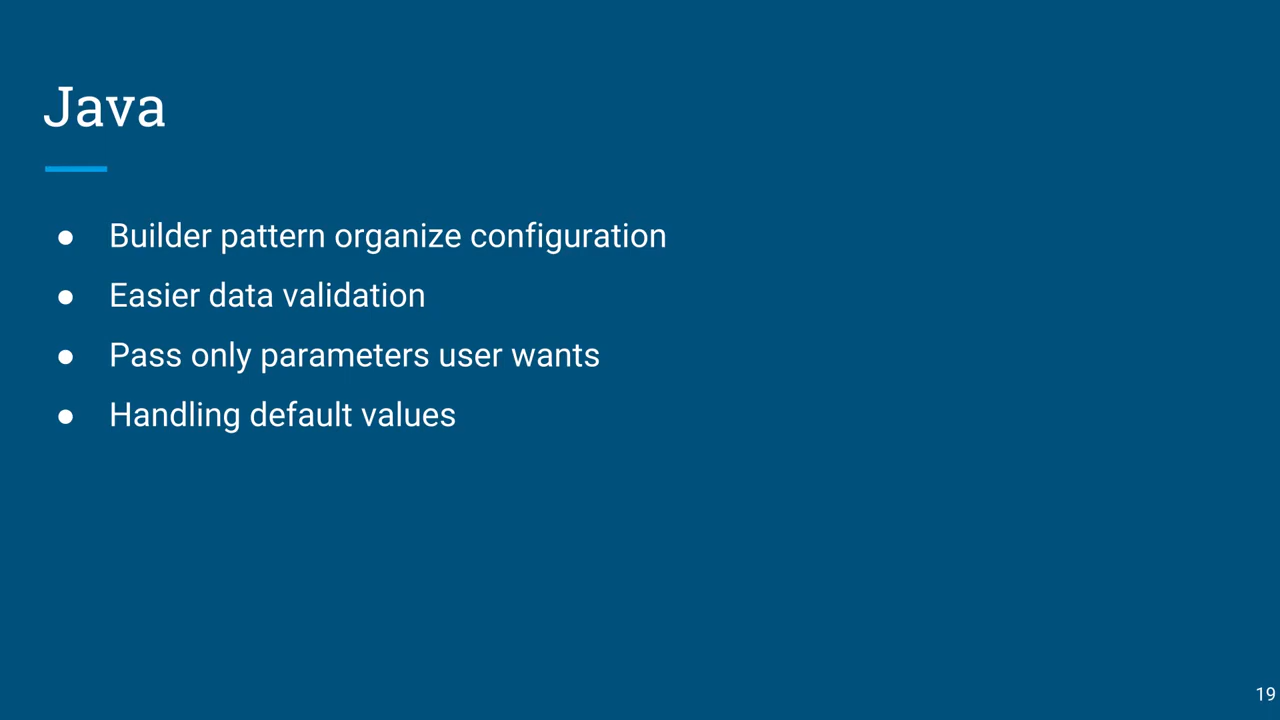 Java
● Builder pattern organize configuration
● Easier data validation
● Pass only parameters user wants
● Handling default values
19